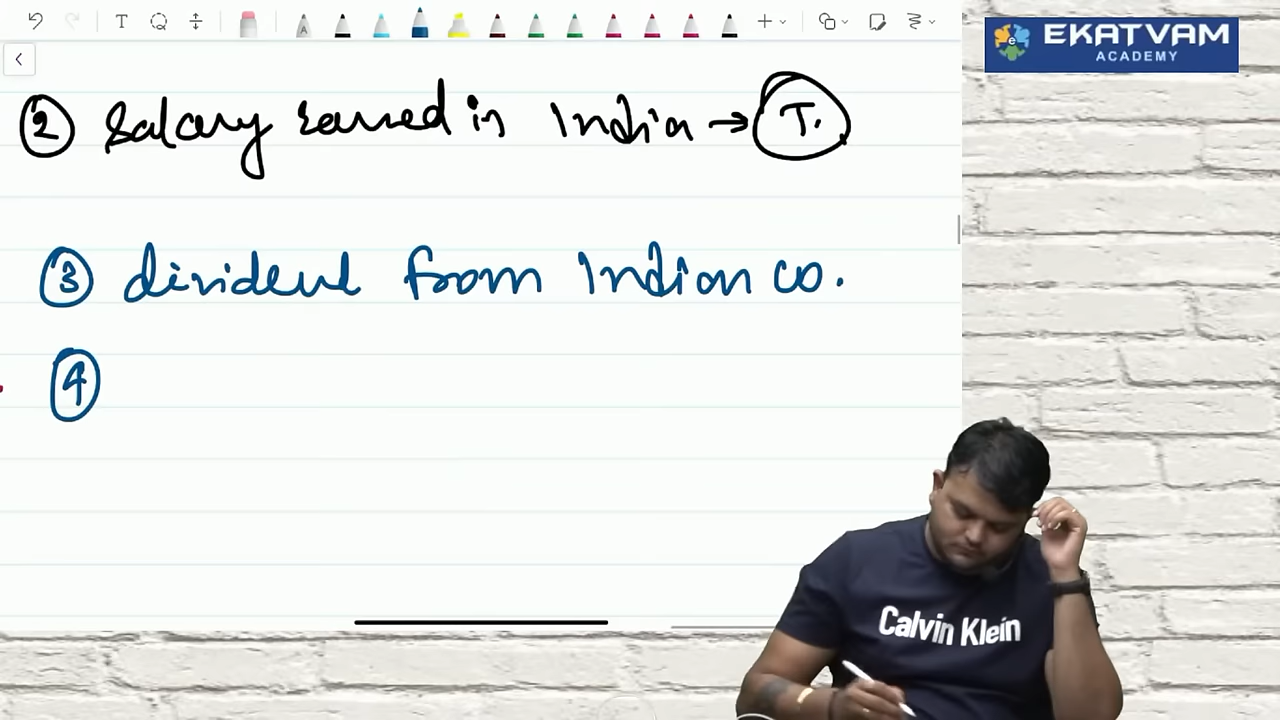 EKATVAM
ACADEMY
② Salary earned in India → T.
③ dividend from Indian co.
④
Calvin Klein